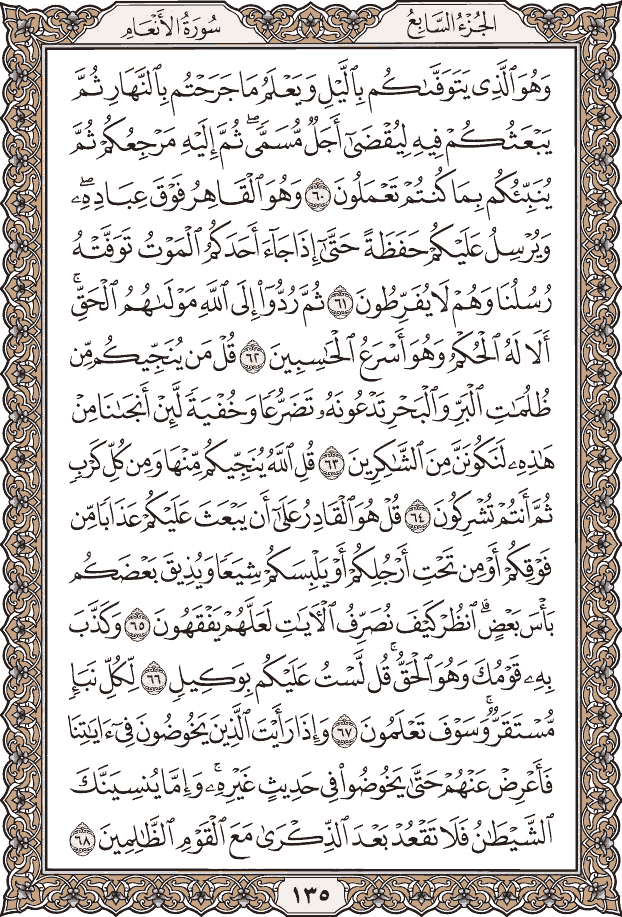 الجُزْءُ السَّابِعُ
سُورَةُ الأَنْعَام
وَهُوَ ٱلَّذِي يَتَوَفَّىٰكُم بِٱلَّيۡلِ وَيَعۡلَمُ مَا جَرَحۡتُم بِٱلنَّهَارِ ثُمَّ
يَبۡعَثُكُمۡ فِيهِ لِيُقۡضَىٰٓ أَجَلٞ مُّسَمّٗىۖ ثُمَّ إِلَيۡهِ مَرۡجِعُكُمۡ ثُمَّ
يُنَبِّئُكُم بِمَا كُنتُمۡ تَعۡمَلُونَ ٦٠ وَهُوَ ٱلۡقَاهِرُ فَوۡقَ عِبَادِهِۦۖ
وَيُرۡسِلُ عَلَيۡكُمۡ حَفَظَةً حَتَّىٰٓ إِذَا جَآءَ أَحَدَكُمُ ٱلۡمَوۡتُ تَوَفَّتۡهُ
رُسُلُنَا وَهُمۡ لَا يُفَرِّطُونَ ٦١ ثُمَّ رُدُّوٓاْ إِلَى ٱللَّهِ مَوۡلَىٰهُمُ ٱلۡحَقِّۚ
أَلَا لَهُ ٱلۡحُكۡمُ وَهُوَ أَسۡرَعُ ٱلۡحَٰسِبِينَ ٦٢ قُلۡ مَن يُنَجِّيكُم مِّن
ظُلُمَٰتِ ٱلۡبَرِّ وَٱلۡبَحۡرِ تَدۡعُونَهُۥ تَضَرُّعٗا وَخُفۡيَةٗ لَّئِنۡ أَنجَىٰنَا مِنۡ
هَٰذِهِۦ لَنَكُونَنَّ مِنَ ٱلشَّٰكِرِينَ ٦٣ قُلِ ٱللَّهُ يُنَجِّيكُم مِّنۡهَا وَمِن كُلِّ كَرۡبٖ
ثُمَّ أَنتُمۡ تُشۡرِكُونَ ٦٤ قُلۡ هُوَ ٱلۡقَادِرُ عَلَىٰٓ أَن يَبۡعَثَ عَلَيۡكُمۡ عَذَابٗا مِّن
فَوۡقِكُمۡ أَوۡ مِن تَحۡتِ أَرۡجُلِكُمۡ أَوۡ يَلۡبِسَكُمۡ شِيَعٗا وَيُذِيقَ بَعۡضَكُم
بَأۡسَ بَعۡضٍۗ ٱنظُرۡ كَيۡفَ نُصَرِّفُ ٱلۡأٓيَٰتِ لَعَلَّهُمۡ يَفۡقَهُونَ ٦٥ وَكَذَّبَ
بِهِۦ قَوۡمُكَ وَهُوَ ٱلۡحَقُّۚ قُل لَّسۡتُ عَلَيۡكُم بِوَكِيلٖ ٦٦ لِّكُلِّ نَبَإٖ
مُّسۡتَقَرّٞۚ وَسَوۡفَ تَعۡلَمُونَ ٦٧ وَإِذَا رَأَيۡتَ ٱلَّذِينَ يَخُوضُونَ فِيٓ ءَايَٰتِنَا
فَأَعۡرِضۡ عَنۡهُمۡ حَتَّىٰ يَخُوضُواْ فِي حَدِيثٍ غَيۡرِهِۦۚ وَإِمَّا يُنسِيَنَّكَ
ٱلشَّيۡطَٰنُ فَلَا تَقۡعُدۡ بَعۡدَ ٱلذِّكۡرَىٰ مَعَ ٱلۡقَوۡمِ ٱلظَّٰلِمِينَ ٦٨
١٣٥